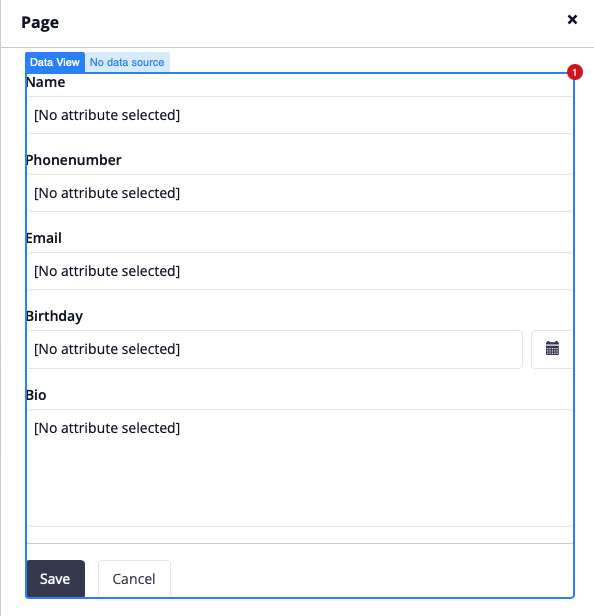 Page
Data View No data source
1
Name
[No attribute selected]
Phonenumber
[No attribute selected]
Email
[No attribute selected]
Birthday
[No attribute selected]
Bio
[No attribute selected]
Save Cancel